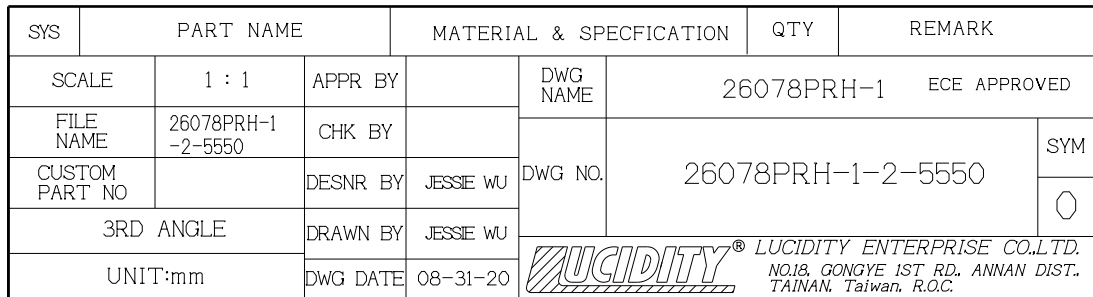 SYS PART NAME MATERIAL & SPECFICATION QTY REMARK
SCALE 1 : 1 APPR BY DWG NAME 26078PRH-1 ECE APPROVED
FILE NAME 26078PRH-1 -2-5550 CHK BY DWG NO. 26078PRH-1-2-5550 SYM
CUSTOM PART NO DESNR BY JESSIE WU 0
3RD ANGLE DRAWN BY JESSIE WU
UNIT:mm DWG DATE 08-31-20
LUCIDITY® LUCIDITY ENTERPRISE CO.,LTD.
NO.18, GONGYE 1ST RD., ANNAN DIST.,
TAINAN, Taiwan, R.O.C.